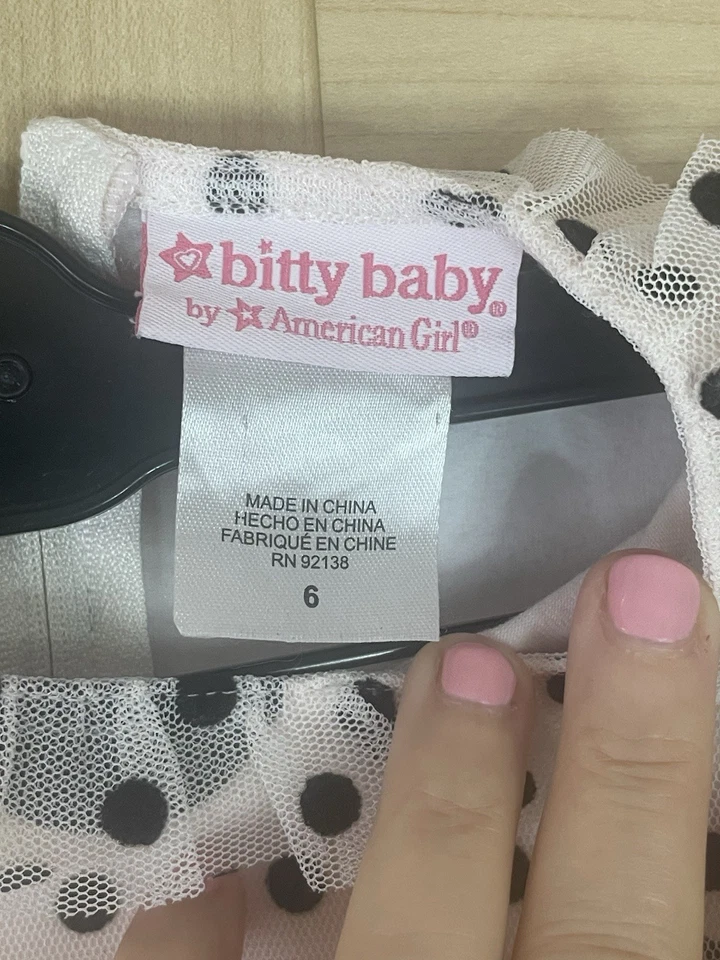 bitty baby®
by American Girl®
MADE IN CHINA
HECHO EN CHINA
FABRIQUÉ EN CHINE
RN 92138
6